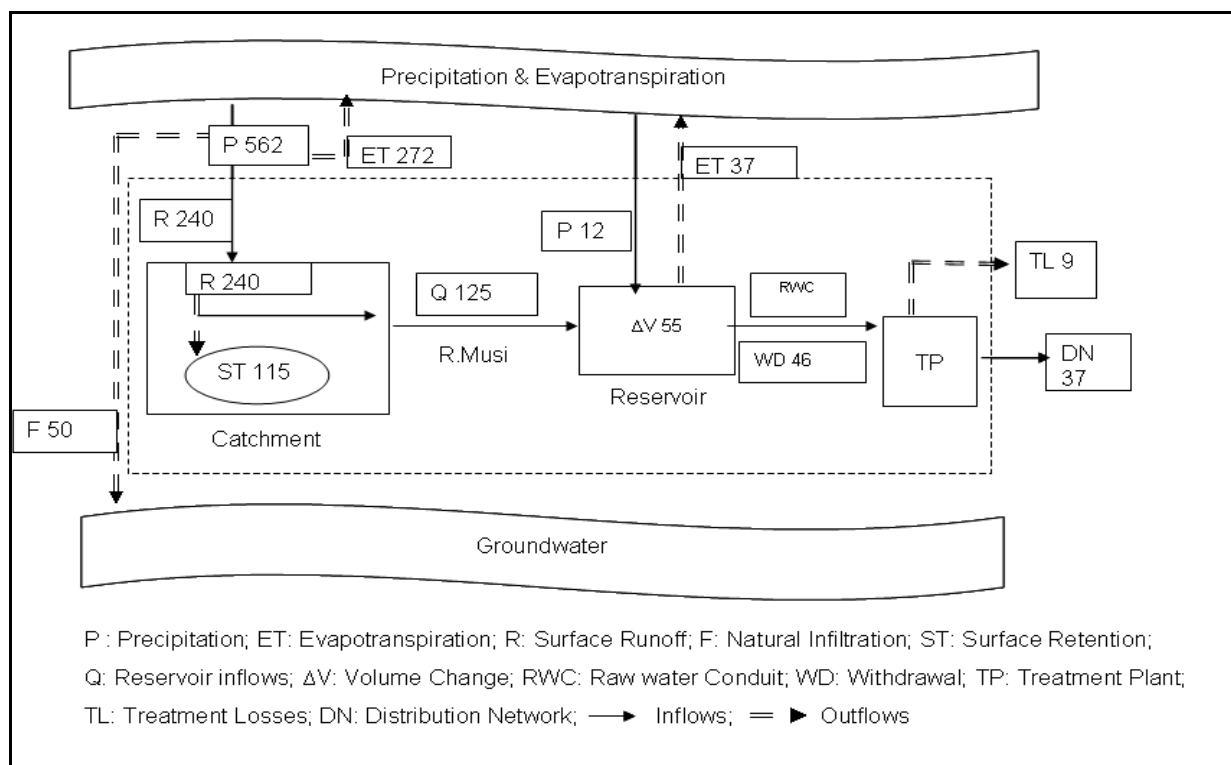 Precipitation & Evapotranspiration
P 562
ET 272
ET 37
R 240
P 12
R 240
Q 125
RWC
TL 9
ΔV 55
R.Musi
WD 46
TP
DN
37
ST 115
Reservoir
F 50
Catchment
Groundwater
P : Precipitation; ET: Evapotranspiration; R: Surface Runoff; F: Natural Infiltration; ST: Surface Retention;
Q: Reservoir inflows; ΔV: Volume Change; RWC: Raw water Conduit; WD: Withdrawal; TP: Treatment Plant;
TL: Treatment Losses; DN: Distribution Network; Inflows; Outflows